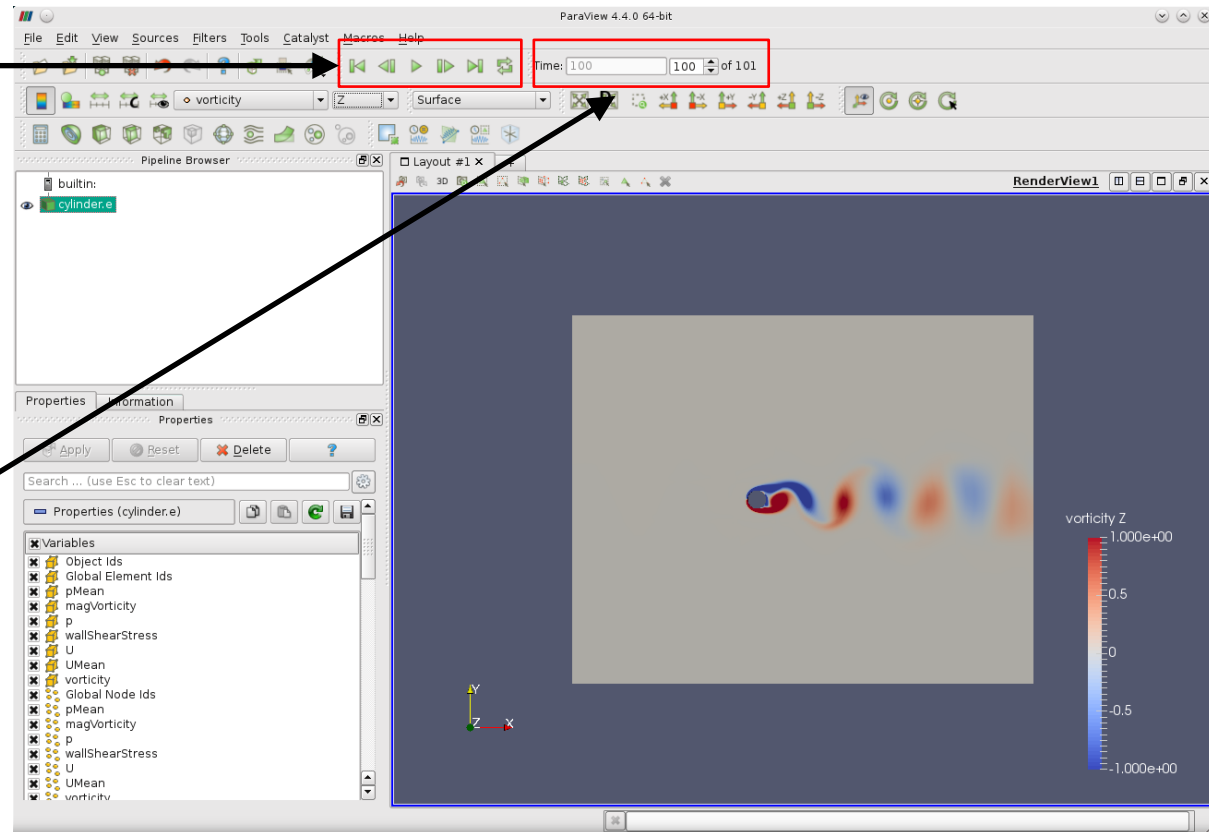 ParaView 4.4.0 64-bit
File Edit View Sources Filters Tools Catalyst Macros Help
Time: 100 100 of 101
vorticity Z Surface
+X -X +Y -Y +Z -Z
Pipeline Browser
Layout #1
builtin:
3D RenderView1
cylinder.e
Properties Information
Properties
Apply Reset Delete ?
Search ... (use Esc to clear text)
Properties (cylinder.e)
Variables
Object Ids
Global Element Ids
pMean
magVorticity
p
wallShearStress
U
UMean
vorticity
Global Node Ids
pMean
magVorticity
p
wallShearStress
U
UMean
vorticity
vorticity Z
1.000e+00
0.5
0
-0.5
-1.000e+00
Y
Z X